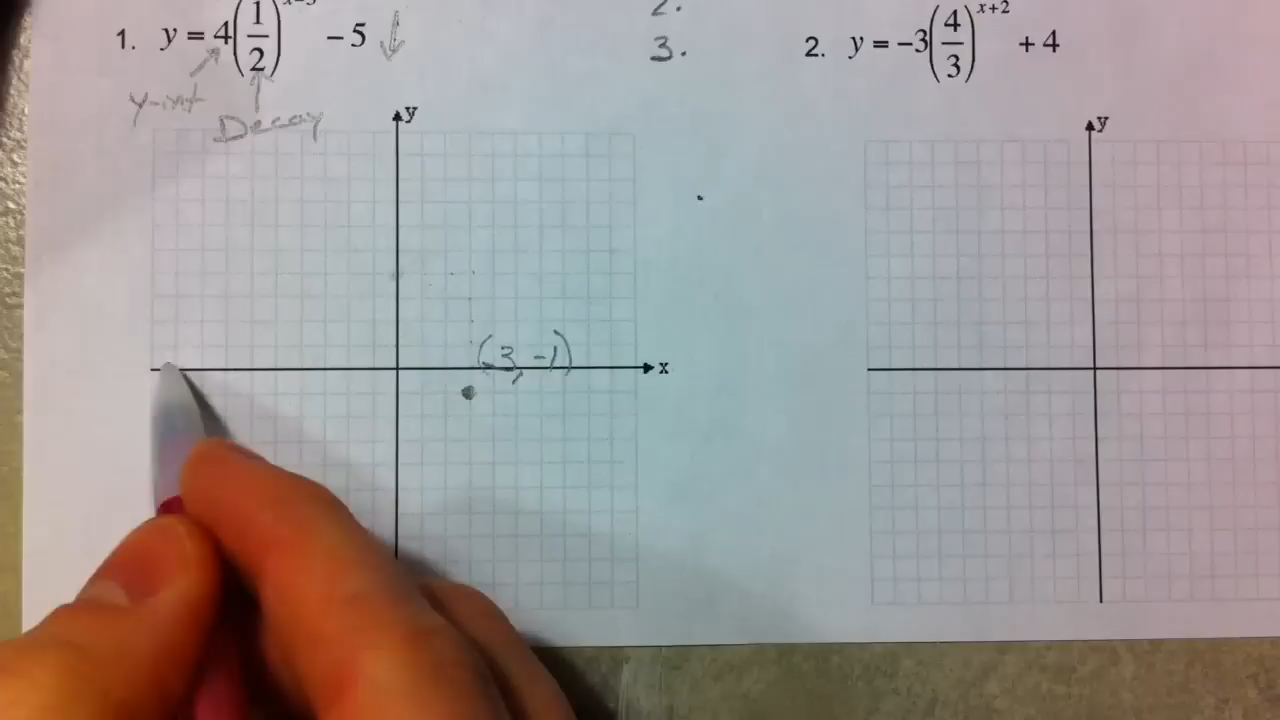 1. y = 4(1/2)^x-3 - 5 ↓
y-int
Decay
2.
3.
2. y = -3(4/3)^x+2 + 4
y
(3, -1)
x
y